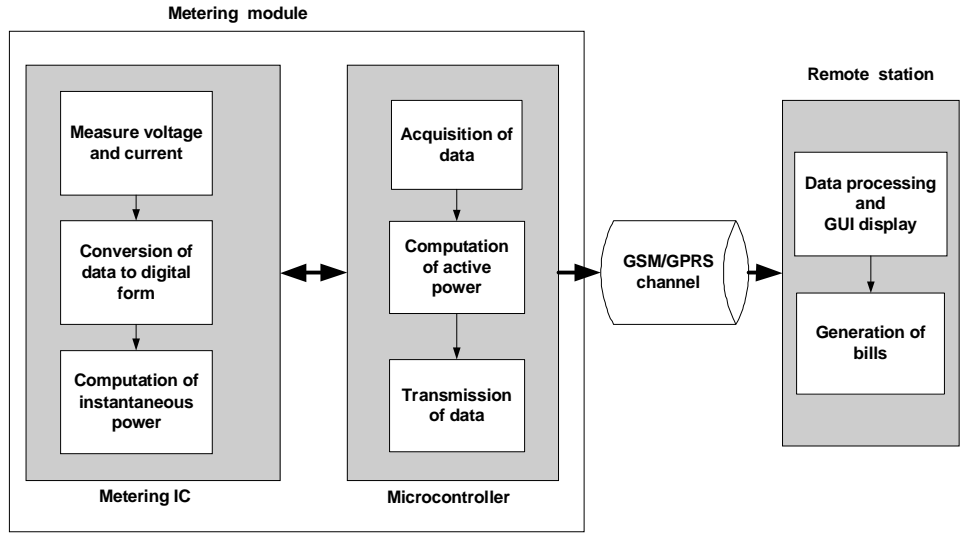 Metering module
Measure voltage
and current
Conversion of
data to digital
form
Computation of
instantaneous
power
Metering IC
Acquisition of
data
Computation
of active
power
Transmission
of data
Microcontroller
GSM/GPRS
channel
Remote station
Data processing
and
GUI display
Generation of
bills